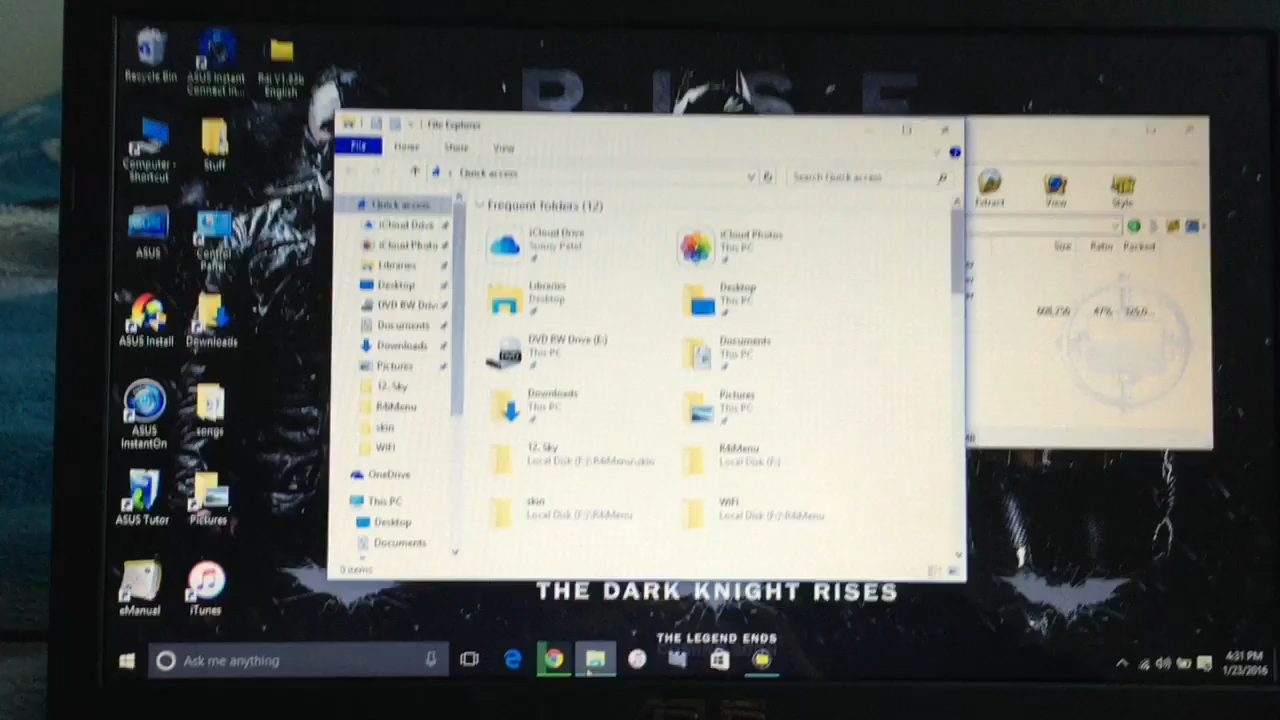 RISE
Recycle Bin
ASUS Instant
Connect In...
R4i V1.83b
English
Computer -
Shortcut
Stuff
ASUS
Control
Panel
ASUS Install
Downloads
ASUS
InstantOn
songs
ASUS Tutor
Pictures
eManual
iTunes
File Explorer
File
Home
Share
View
Quick access
Search Quick access
Quick access
iCloud Drive
iCloud Photo
Libraries
Desktop
DVD RW Drive
Documents
Downloads
Pictures
12. Sky
R4iMenu
skin
WiFi
OneDrive
This PC
Desktop
Documents
Frequent folders (12)
iCloud Drive
Sunny Patel
iCloud Photos
This PC
Libraries
Desktop
Desktop
This PC
DVD RW Drive (E:)
This PC
Documents
This PC
Downloads
This PC
Pictures
This PC
12. Sky
Local Disk (F:)\R4iMenu\skin
R4iMenu
Local Disk (F:)
skin
Local Disk (F:)\R4iMenu
WiFi
Local Disk (F:)\R4iMenu
0 items
Extract
View
Style
Size
Ratio
Packed
47%
THE DARK KNIGHT RISES
THE LEGEND ENDS
Ask me anything
4:31 PM
1/23/2016